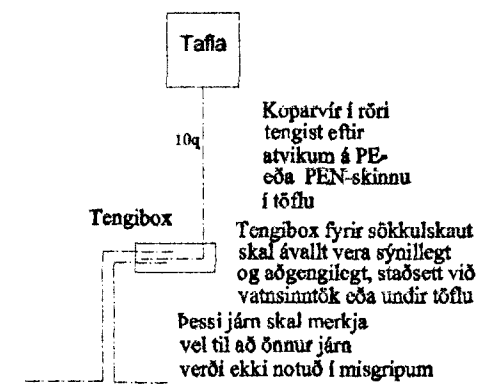 Tafla
Koparvír í röri
tengist eftir
10q
atvikum á PE-
eða PEN-skinnu
í töflu
Tengibox
Tengibox fyrir sökkulskaut
skal ávallt vera sýnillegt
og aðgengilegt, staðsett við
vatnsinntök eða undir töflu
Þessi járn skal merkja
vel til að önnur járn
verði ekki notuð í misgripum